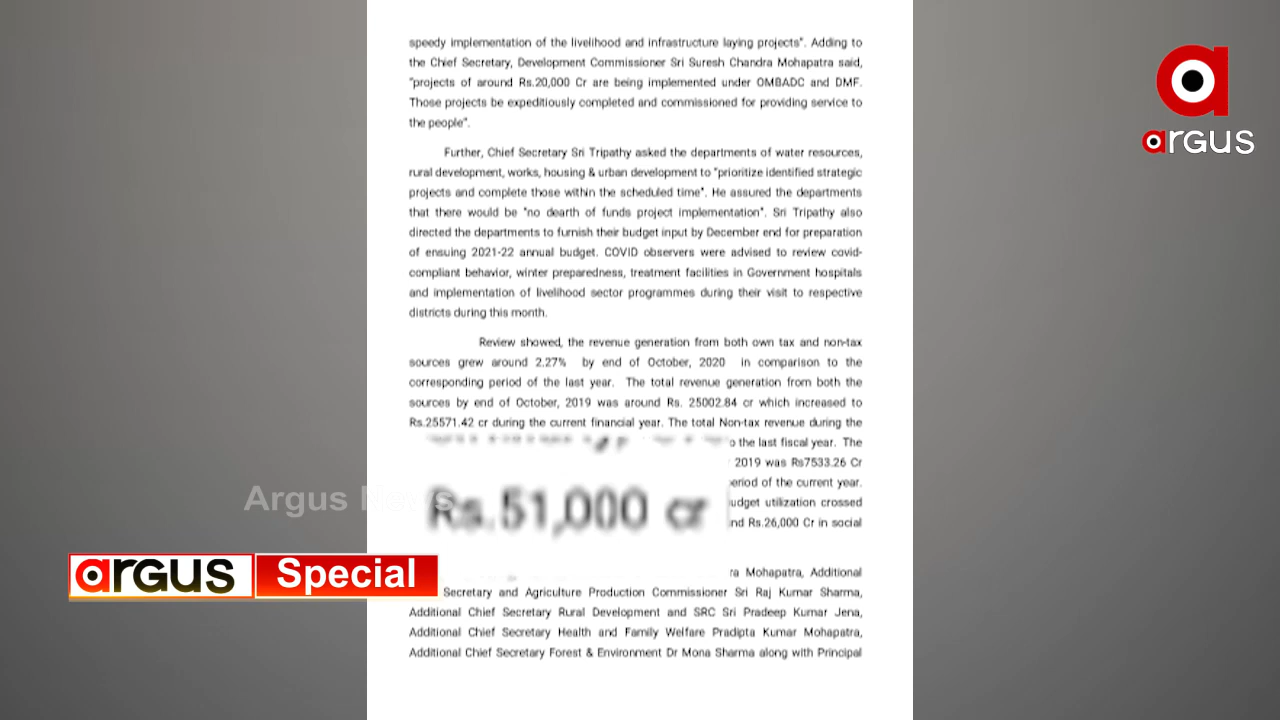 speedy implementation of the livelihood and infrastructure laying projects". Adding to
the Chief Secretary, Development Commissioner Sri Suresh Chandra Mohapatra said,
"projects of around Rs.20,000 Cr are being implemented under OMBADC and DMF.
Those projects be expeditiously completed and commissioned for providing service to
the people".
Further, Chief Secretary Sri Tripathy asked the departments of water resources,
rural development, works, housing & urban development to "prioritize identified strategic
projects and complete those within the scheduled time". He assured the departments
that there would be "no dearth of funds project implementation". Sri Tripathy also
directed the departments to furnish their budget input by December end for preparation
of ensuing 2021-22 annual budget. COVID observers were advised to review covid-
compliant behavior, winter preparedness, treatment facilities in Government hospitals
and implementation of livelihood sector programmes during their visit to respective
districts during this month.
Review showed, the revenue generation from both own tax and non-tax
sources grew around 2.27% by end of October, 2020 in comparison to the
corresponding period of the last year. The total revenue generation from both the
sources by end of October, 2019 was around Rs. 25002.84 cr which increased to
Rs.25571.42 cr during the current financial year. The total Non-tax revenue during the
o the last fiscal year. The
2019 was Rs7533.26 Cr
eriod of the current year.
udget utilization crossed
nd Rs.26,000 Cr in social
Rs.51,000 cr
ra Mohapatra, Additional
Secretary and Agriculture Production Commissioner Sri Raj Kumar Sharma,
Additional Chief Secretary Rural Development and SRC Sri Pradeep Kumar Jena,
Additional Chief Secretary Health and Family Welfare Pradipta Kumar Mohapatra,
Additional Chief Secretary Forest & Environment Dr Mona Sharma along with Principal
argus
Argus News
argus Special